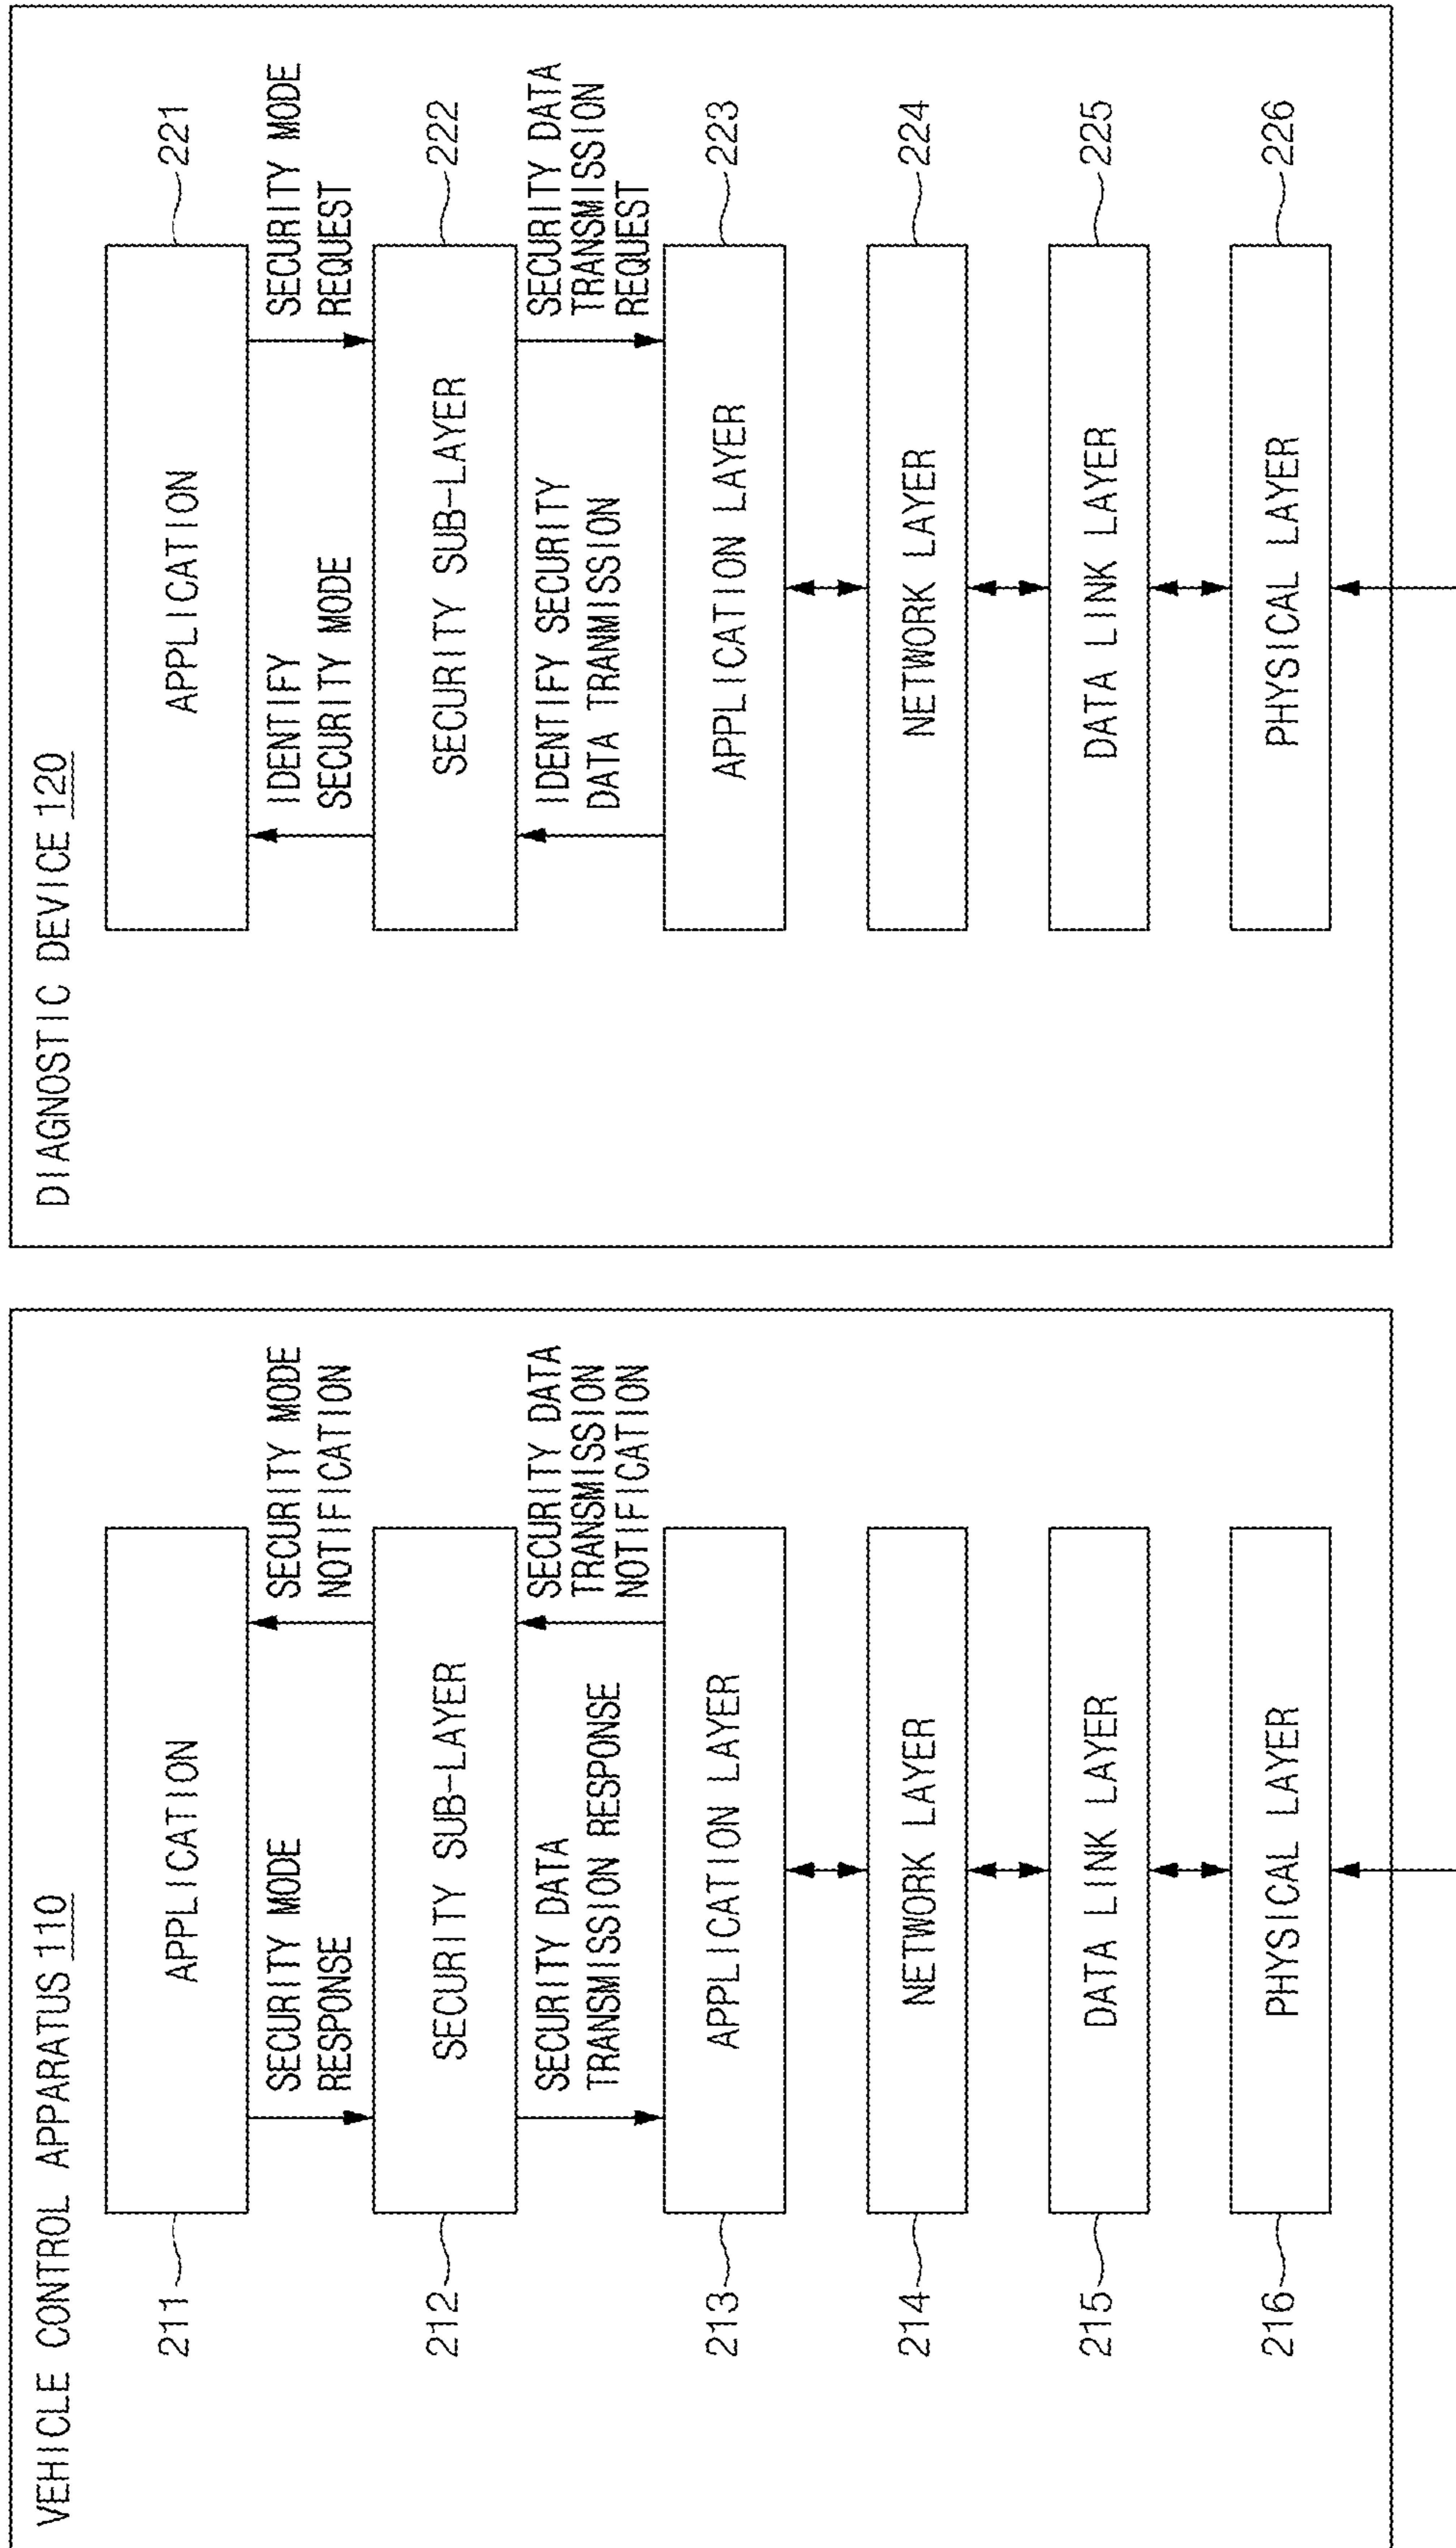 VEHICLE CONTROL APPARATUS 110
211
APPLICATION
SECURITY MODE
RESPONSE
SECURITY MODE
NOTIFICATION
212
SECURITY SUB-LAYER
SECURITY DATA
TRANSMISSION RESPONSE
SECURITY DATA
TRANSMISSION
NOTIFICATION
213
APPLICATION LAYER
214
NETWORK LAYER
215
DATA LINK LAYER
216
PHYSICAL LAYER
DIAGNOSTIC DEVICE 120
APPLICATION
221
IDENTIFY
SECURITY MODE
SECURITY MODE
REQUEST
SECURITY SUB-LAYER
222
IDENTIFY SECURITY
DATA TRANMISSION
SECURITY DATA
TRANSMISSION
REQUEST
APPLICATION LAYER
223
NETWORK LAYER
224
DATA LINK LAYER
225
PHYSICAL LAYER
226